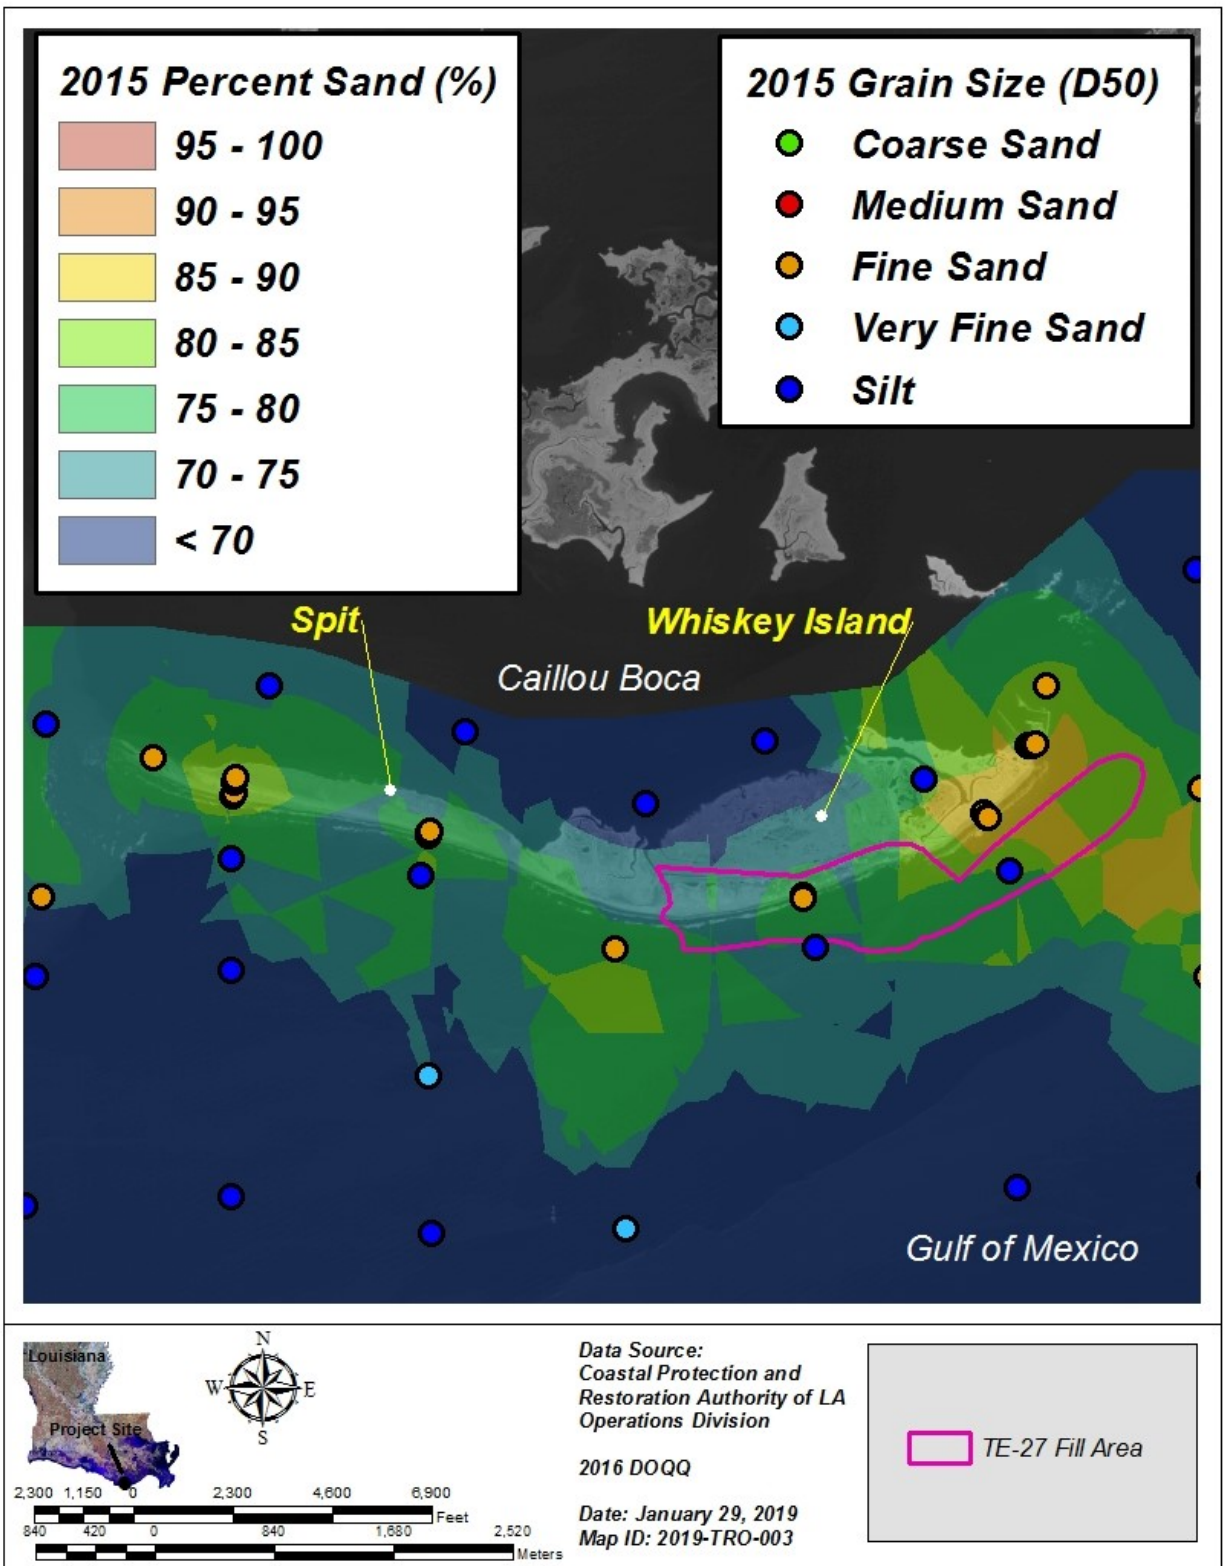 2015 Percent Sand (%)
95 - 100
90 - 95
85 - 90
80 - 85
75 - 80
70 - 75
< 70
2015 Grain Size (D50)
Coarse Sand
Medium Sand
Fine Sand
Very Fine Sand
Silt
Spit
Whiskey Island
Caillou Boca
Gulf of Mexico
Louisiana
Project Site
N
W E
S
2,300 1,150 0 2,300 4,600 6,900
Feet
840 420 0 840 1,680 2,520
Meters
Data Source:
Coastal Protection and
Restoration Authority of LA
Operations Division
2016 DOQQ
Date: January 29, 2019
Map ID: 2019-TRO-003
TE-27 Fill Area